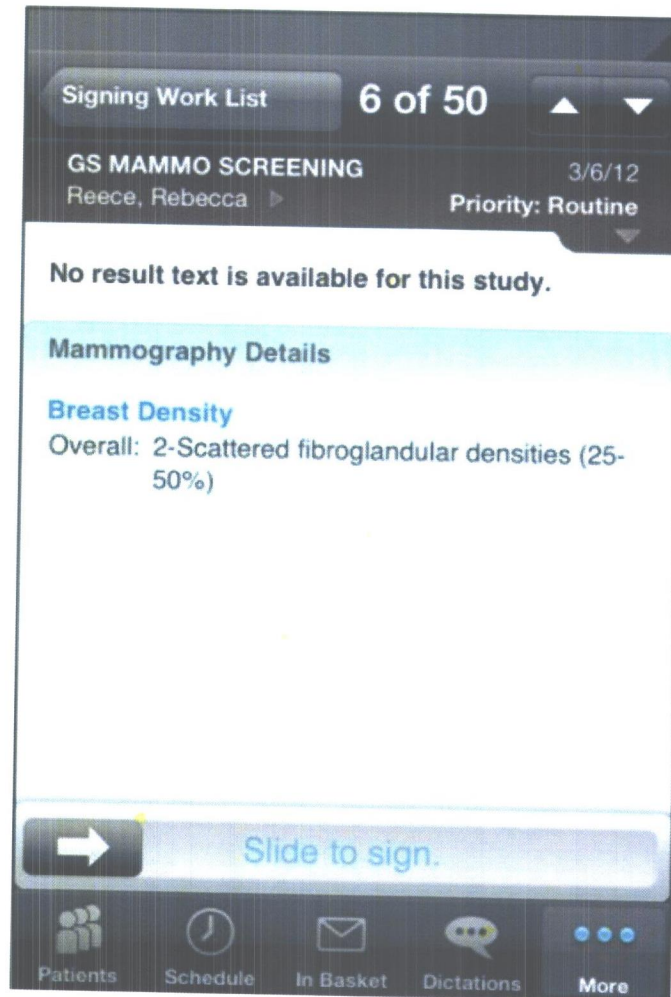 Signing Work List
6 of 50
GS MAMMO SCREENING
3/6/12
Reece, Rebecca
Priority: Routine
No result text is available for this study.
Mammography Details
Breast Density
Overall: 2-Scattered fibroglandular densities (25-
50%)
Slide to sign.
Patients
Schedule
In Basket
Dictations
More